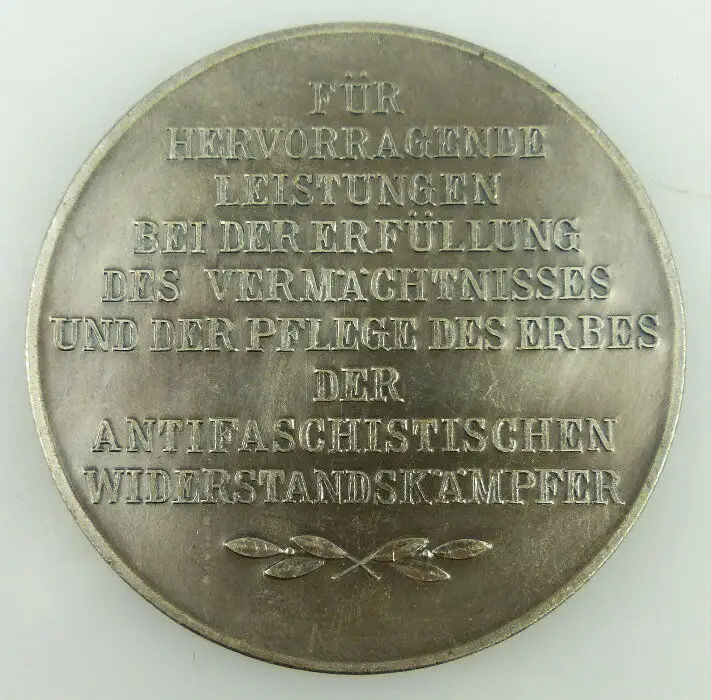 FÜR
HERVORRAGENDE
LEISTUNGEN
BEI DER ERFÜLLUNG
DES VERMÄCHTNISSES
UND DER PFLEGE DES ERBES
DER
ANTIFASCHISTISCHEN
WIDERSTANDSKÄMPFER